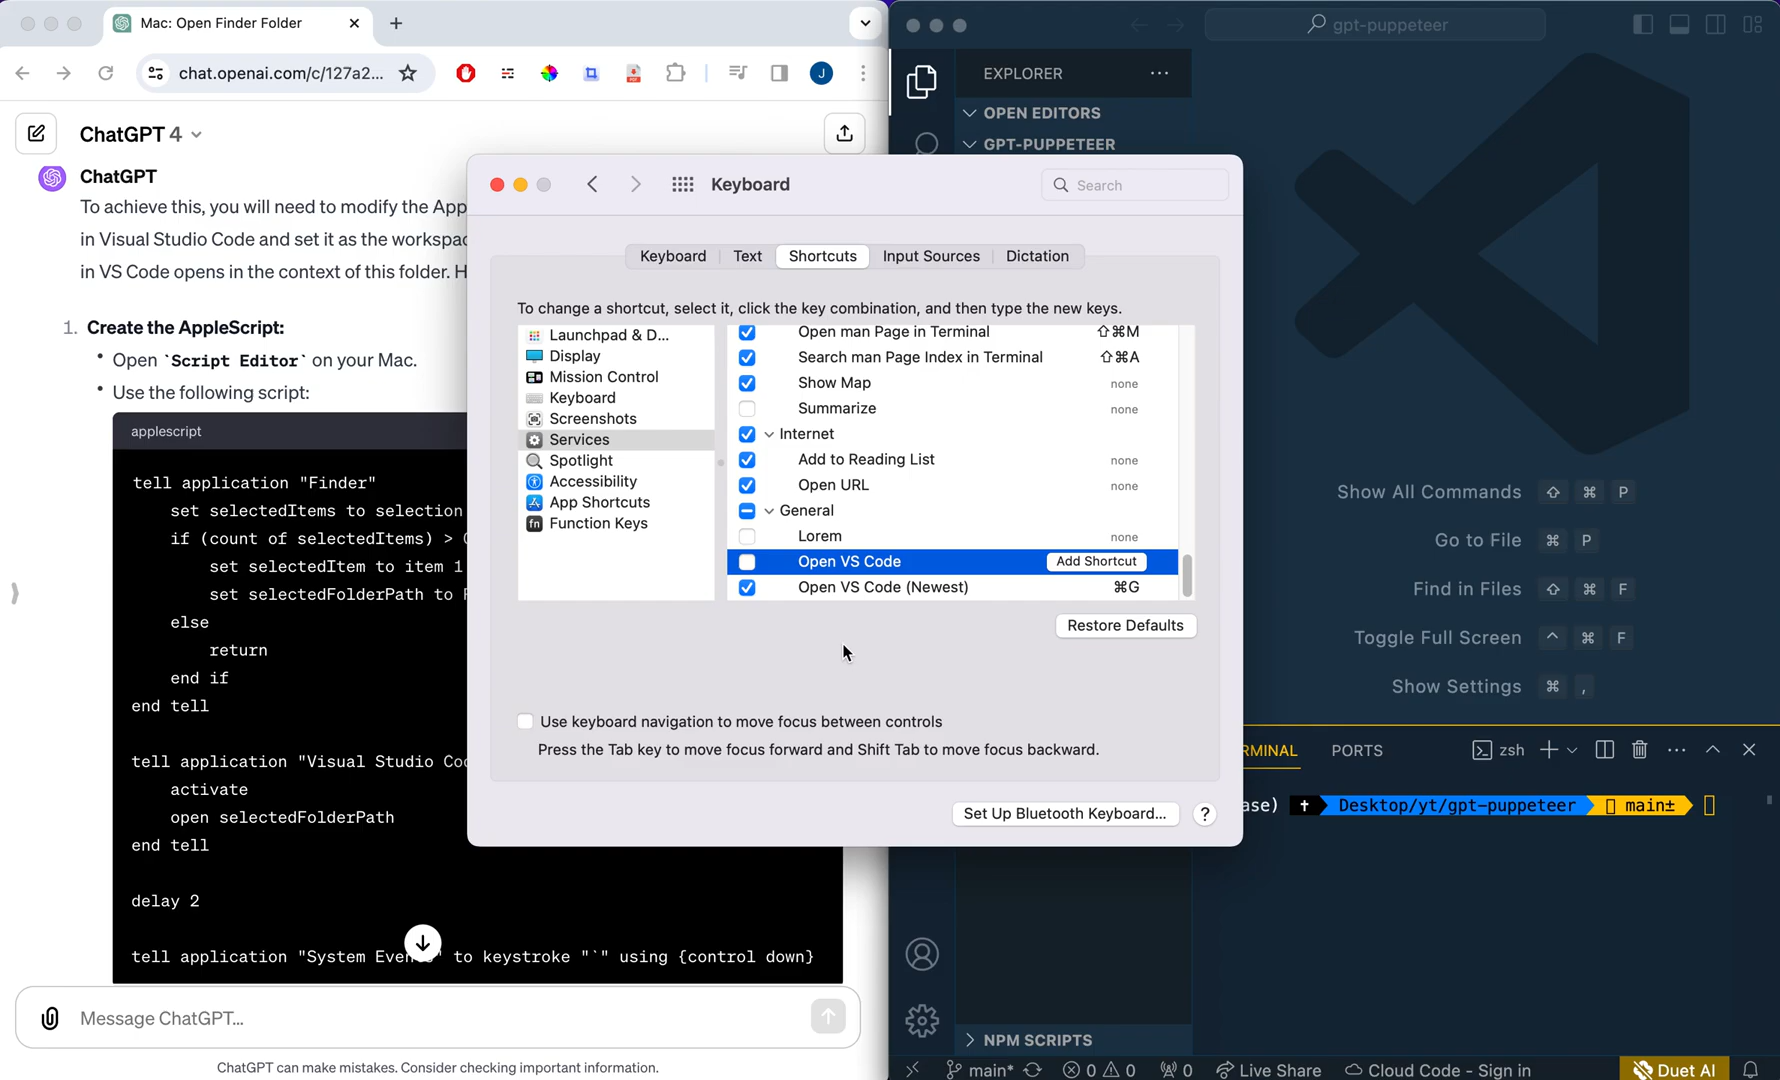 Mac: Open Finder Folder
chat.openai.com/c/127a2...
J
ChatGPT 4
ChatGPT
To achieve this, you will need to modify the App
in Visual Studio Code and set it as the workspac
in VS Code opens in the context of this folder. H
1. Create the AppleScript:
• Open `Script Editor` on your Mac.
• Use the following script:
applescript
tell application "Finder"
set selectedItems to selection
if (count of selectedItems) >
set selectedItem to item 1
set selectedFolderPath to
else
return
end if
end tell
tell application "Visual Studio Co
activate
open selectedFolderPath
end tell
delay 2
tell application "System Even to keystroke "`" using {control down}
Message ChatGPT...
ChatGPT can make mistakes. Consider checking important information.
Keyboard
Search
Keyboard
Text
Shortcuts
Input Sources
Dictation
To change a shortcut, select it, click the key combination, and then type the new keys.
Launchpad & D...
Display
Mission Control
Keyboard
Screenshots
Services
Spotlight
Accessibility
App Shortcuts
fn Function Keys
Open man Page in Terminal ⇧⌘M
Search man Page Index in Terminal ⇧⌘A
Show Map none
Summarize none
Internet
Add to Reading List none
Open URL none
General
Lorem none
Open VS Code Add Shortcut
Open VS Code (Newest) ⌘G
Restore Defaults
Use keyboard navigation to move focus between controls
Press the Tab key to move focus forward and Shift Tab to move focus backward.
Set Up Bluetooth Keyboard... ?
gpt-puppeteer
EXPLORER
OPEN EDITORS
GPT-PUPPETEER
Show All Commands ⇧ ⌘ P
Go to File ⌘ P
Find in Files ⇧ ⌘ F
Toggle Full Screen ^ ⌘ F
Show Settings ⌘ ,
RMINAL PORTS zsh
ase) Desktop/yt/gpt-puppeteer main±
NPM SCRIPTS
main* 0 0 0 Live Share Cloud Code - Sign in Duet AI